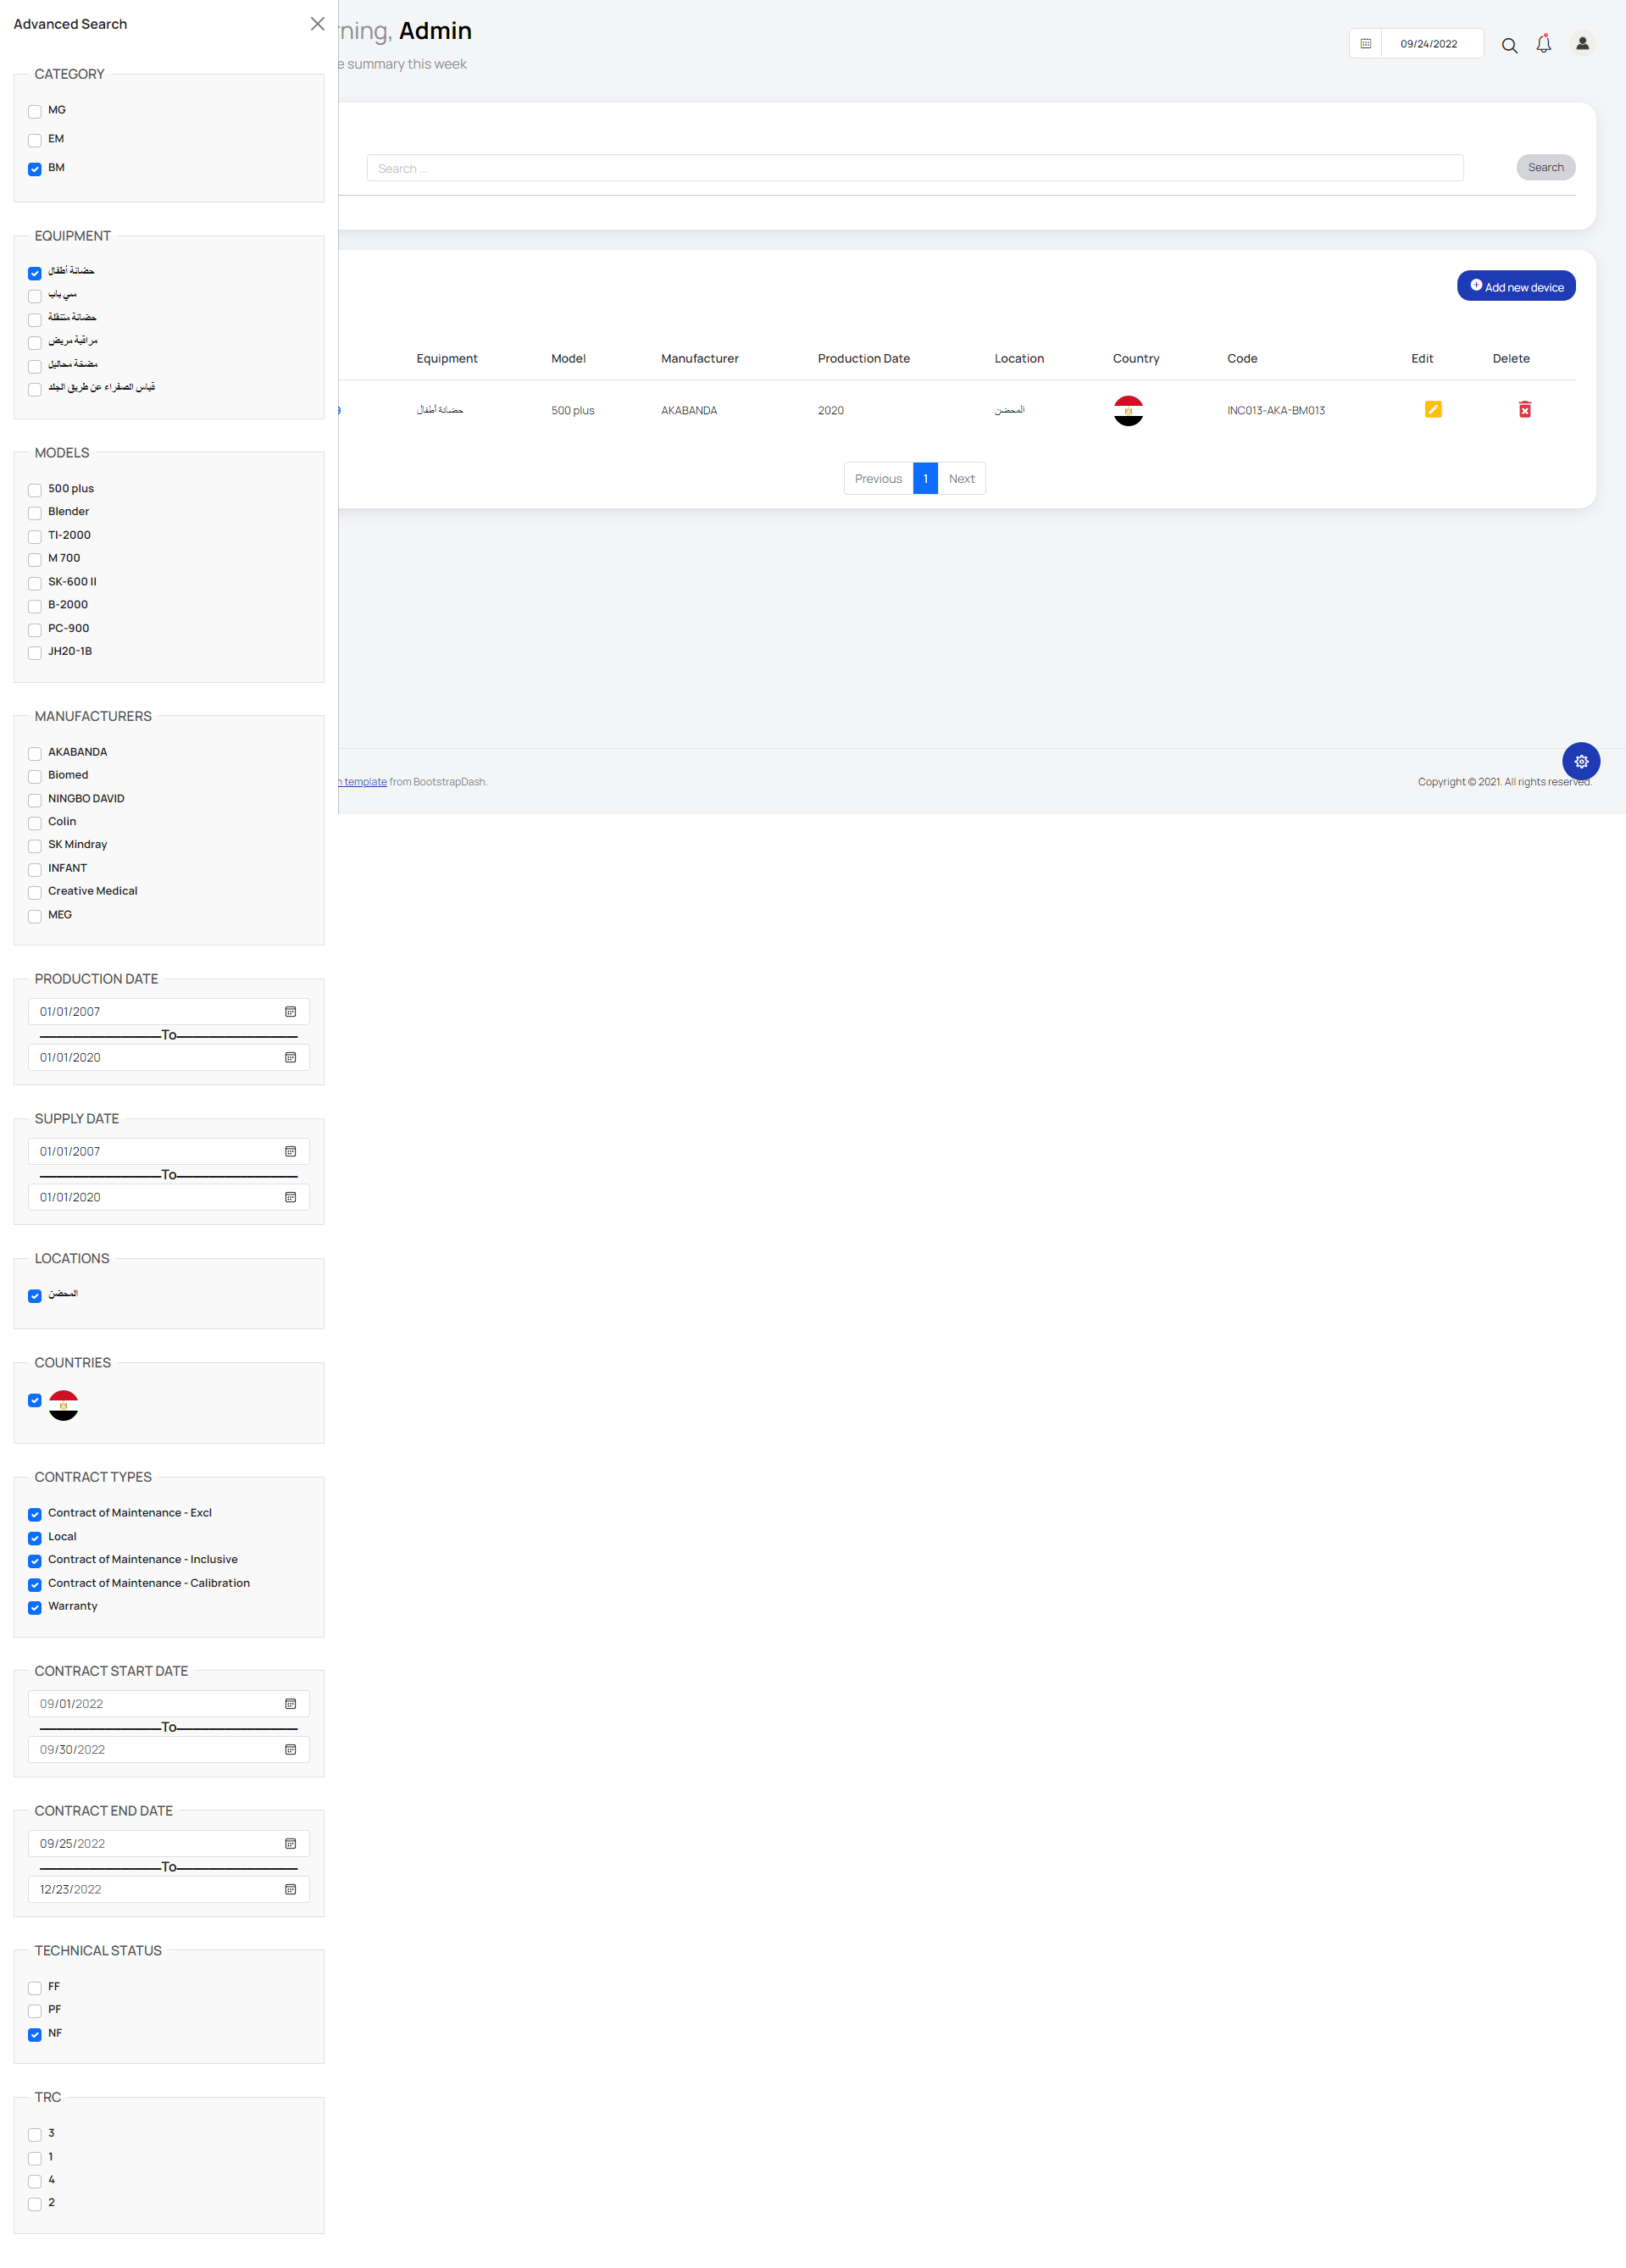 Advanced Search
CATEGORY
MG
EM
BM
EQUIPMENT
حضانة أطفال
سي باب
حضانة متنقلة
مراقبة مريض
مضخة محاليل
قياس الصفراء عن طريق الجلد
MODELS
500 plus
Blender
TI-2000
M 700
SK-600 II
B-2000
PC-900
JH20-1B
MANUFACTURERS
AKABANDA
Biomed
NINGBO DAVID
Colin
SK Mindray
INFANT
Creative Medical
MEG
PRODUCTION DATE
01/01/2007
To
01/01/2020
SUPPLY DATE
01/01/2007
To
01/01/2020
LOCATIONS
المحضن
COUNTRIES
CONTRACT TYPES
Contract of Maintenance - Excl
Local
Contract of Maintenance - Inclusive
Contract of Maintenance - Calibration
Warranty
CONTRACT START DATE
09/01/2022
To
09/30/2022
CONTRACT END DATE
09/25/2022
To
12/23/2022
TECHNICAL STATUS
FF
PF
NF
TRC
3
1
4
2
rning, Admin
e summary this week
09/24/2022
Search ...
Search
Add new device
Equipment Model Manufacturer Production Date Location Country Code Edit Delete
حضانة أطفال 500 plus AKABANDA 2020 المحضن INC013-AKA-BM013
Previous 1 Next
n template from BootstrapDash.
Copyright © 2021. All rights reserved.